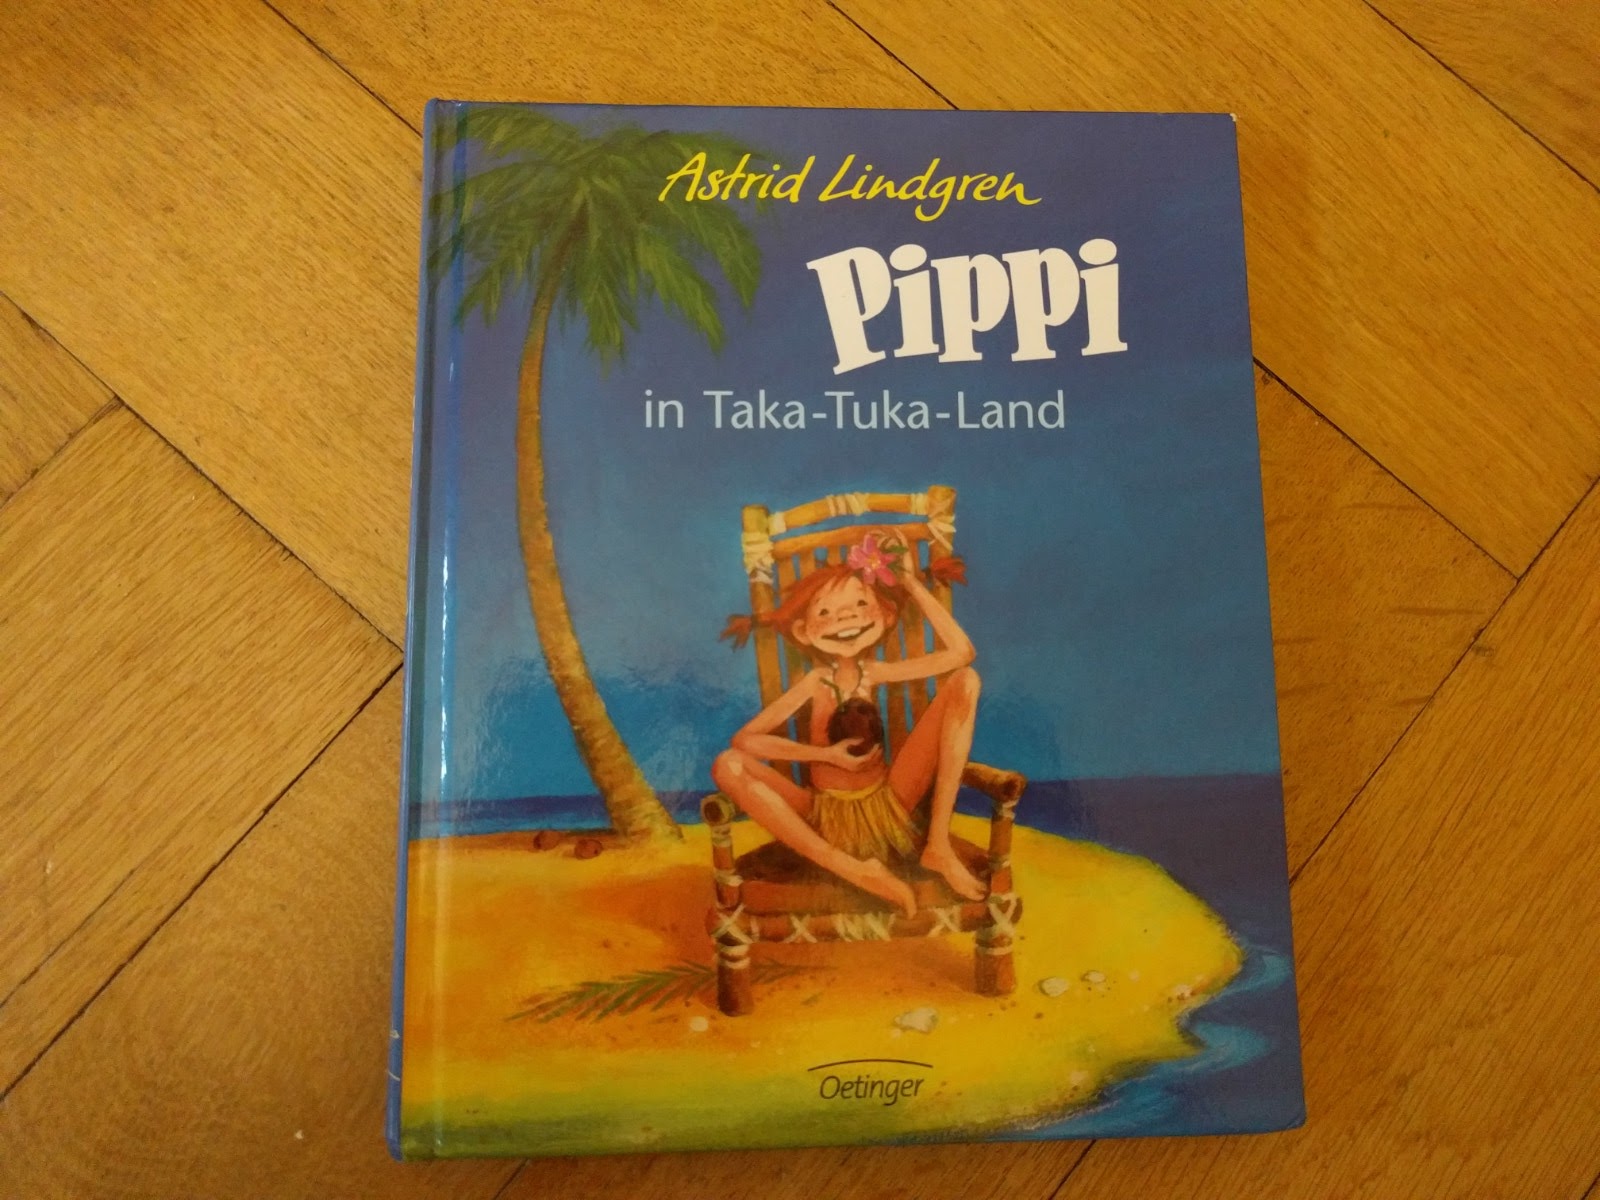 Astrid Lindgren
Pippi
in Taka-Tuka-Land
Oetinger